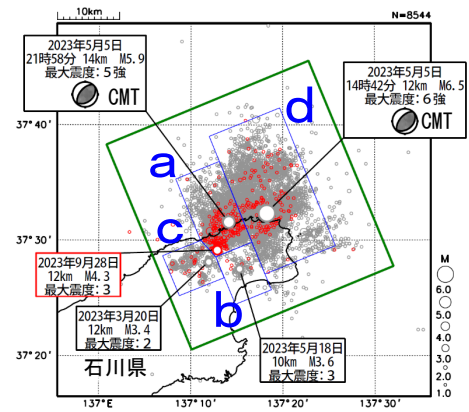 10km
N=8544
2023年5月5日
21時58分 14km M5.9
最大震度：5強
CMT
2023年5月5日
14時42分 12km M6.5
最大震度：6強
CMT
37°40'
37°30'
37°20'
a
d
c
b
2023年9月28日
12km M4.3
最大震度：3
2023年3月20日
12km M3.4
最大震度：2
2023年5月18日
10km M3.6
最大震度：3
石川県
M
6.0
5.0
4.0
3.0
2.0
1.0
137°E
137°10'
137°20'
137°30'